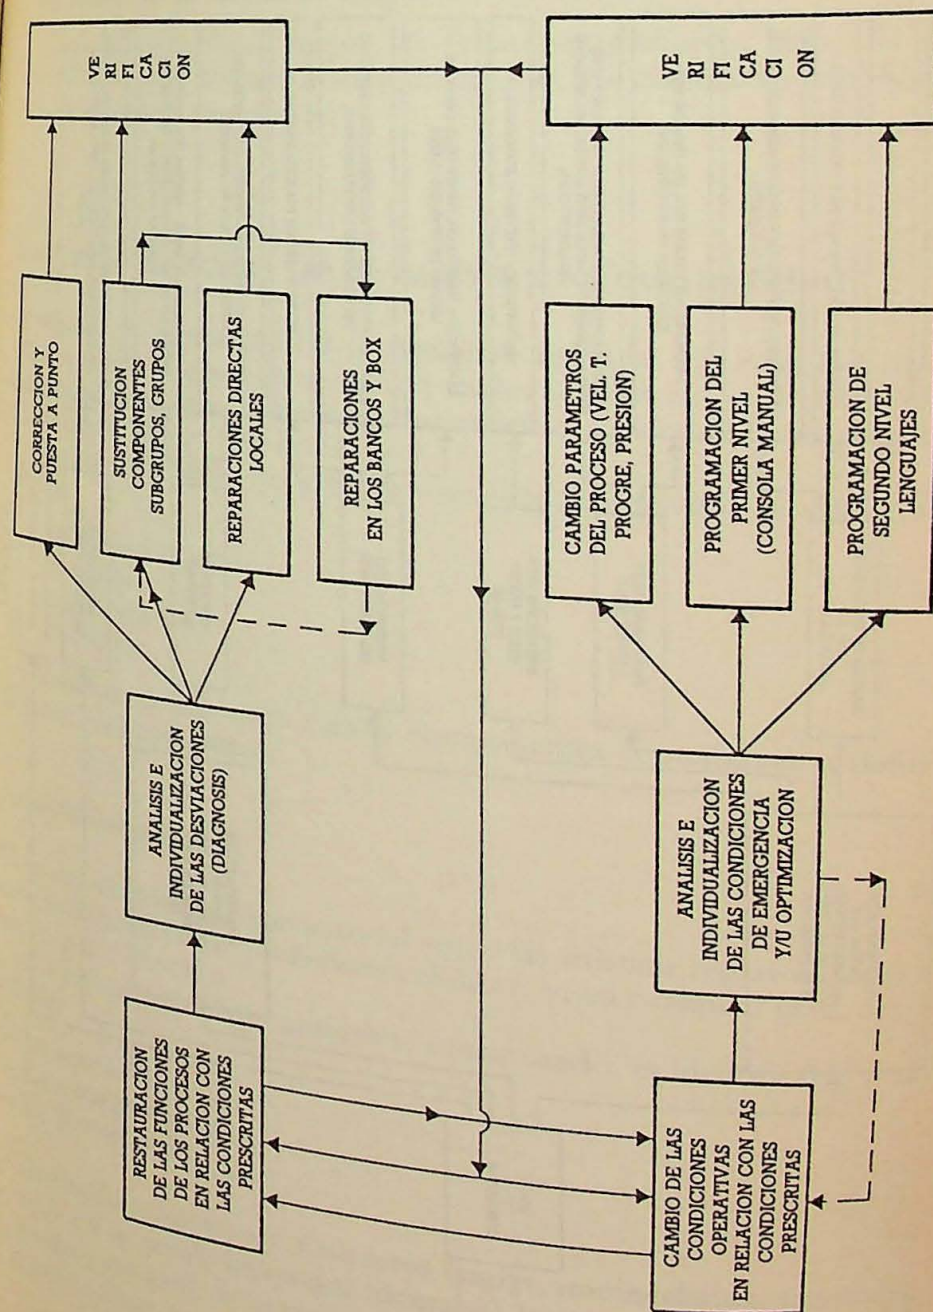 VE
RI
FI
CA
CI
ON
CORRECCION Y
PUESTA A PUNTO
SUSTITUCION
COMPONENTES
SUBGRUPOS, GRUPOS
REPARACIONES DIRECTAS
LOCALES
REPARACIONES
EN LOS BANCOS Y BOX
ANALISIS E
INDIVIDUALIZACION
DE LAS DESVIACIONES
(DIAGNOSIS)
RESTAURACION
DE LAS FUNCIONES
DE LOS PROCESOS
EN RELACION CON
LAS CONDICIONES
PRESCRITAS
VE
RI
FI
CA
CI
ON
CAMBIO PARAMETROS
DEL PROCESO (VEL. T.
PROGRE, PRESION)
PROGRAMACION DEL
PRIMER NIVEL
(CONSOLA MANUAL)
PROGRAMACION DE
SEGUNDO NIVEL
LENGUAJES
ANALISIS E
INDIVIDUALIZACION
DE LAS CONDICIONES
DE EMERGENCIA
Y/U OPTIMIZACION
CAMBIO DE LAS
CONDICIONES
OPERATIVAS
EN RELACION CON LAS
CONDICIONES
PRESCRITAS